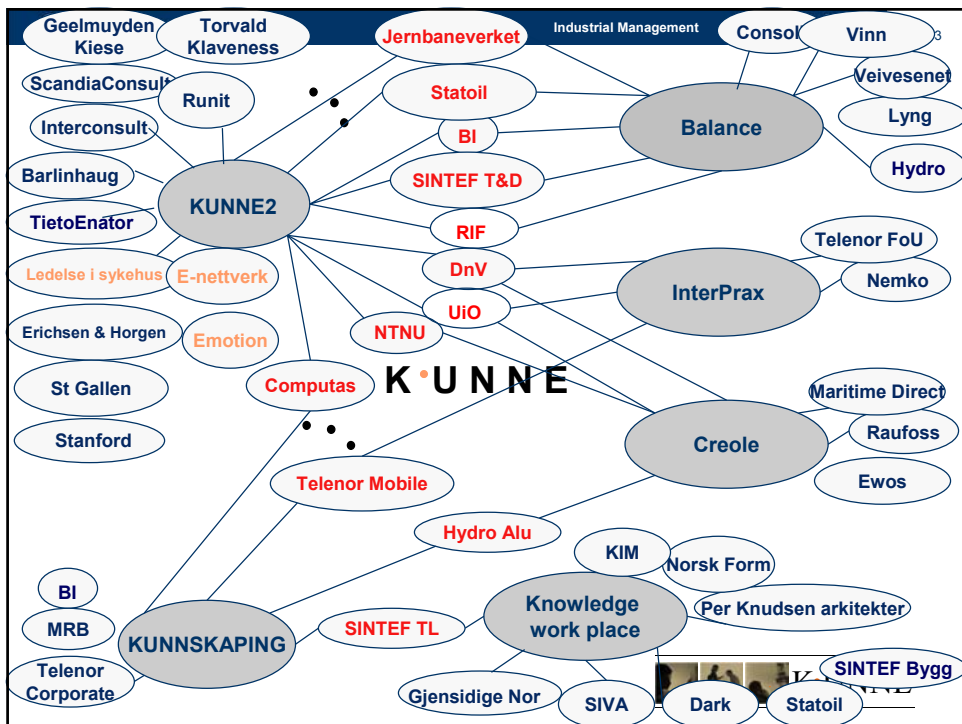 Geelmuyden
Kiese
Torvald
Klaveness
Jernbaneverket
Industrial Management
Consol
Vinn
3
ScandiaConsult
Runit
Statoil
Veivesenet
Interconsult
BI
Balance
Lyng
Barlinhaug
SINTEF T&D
Hydro
KUNNE2
TietoEnator
RIF
Telenor FoU
Ledelse i sykehus
E-nettverk
DnV
InterPrax
Nemko
UiO
Erichsen & Horgen
Emotion
NTNU
St Gallen
Computas
K•UNNE
Maritime Direct
Stanford
Creole
Raufoss
Telenor Mobile
Ewos
Hydro Alu
KIM
Norsk Form
BI
Knowledge
work place
Per Knudsen arkitekter
MRB
KUNNSKAPING
SINTEF TL
Telenor
Corporate
SINTEF Bygg
Gjensidige Nor
SIVA
Dark
Statoil